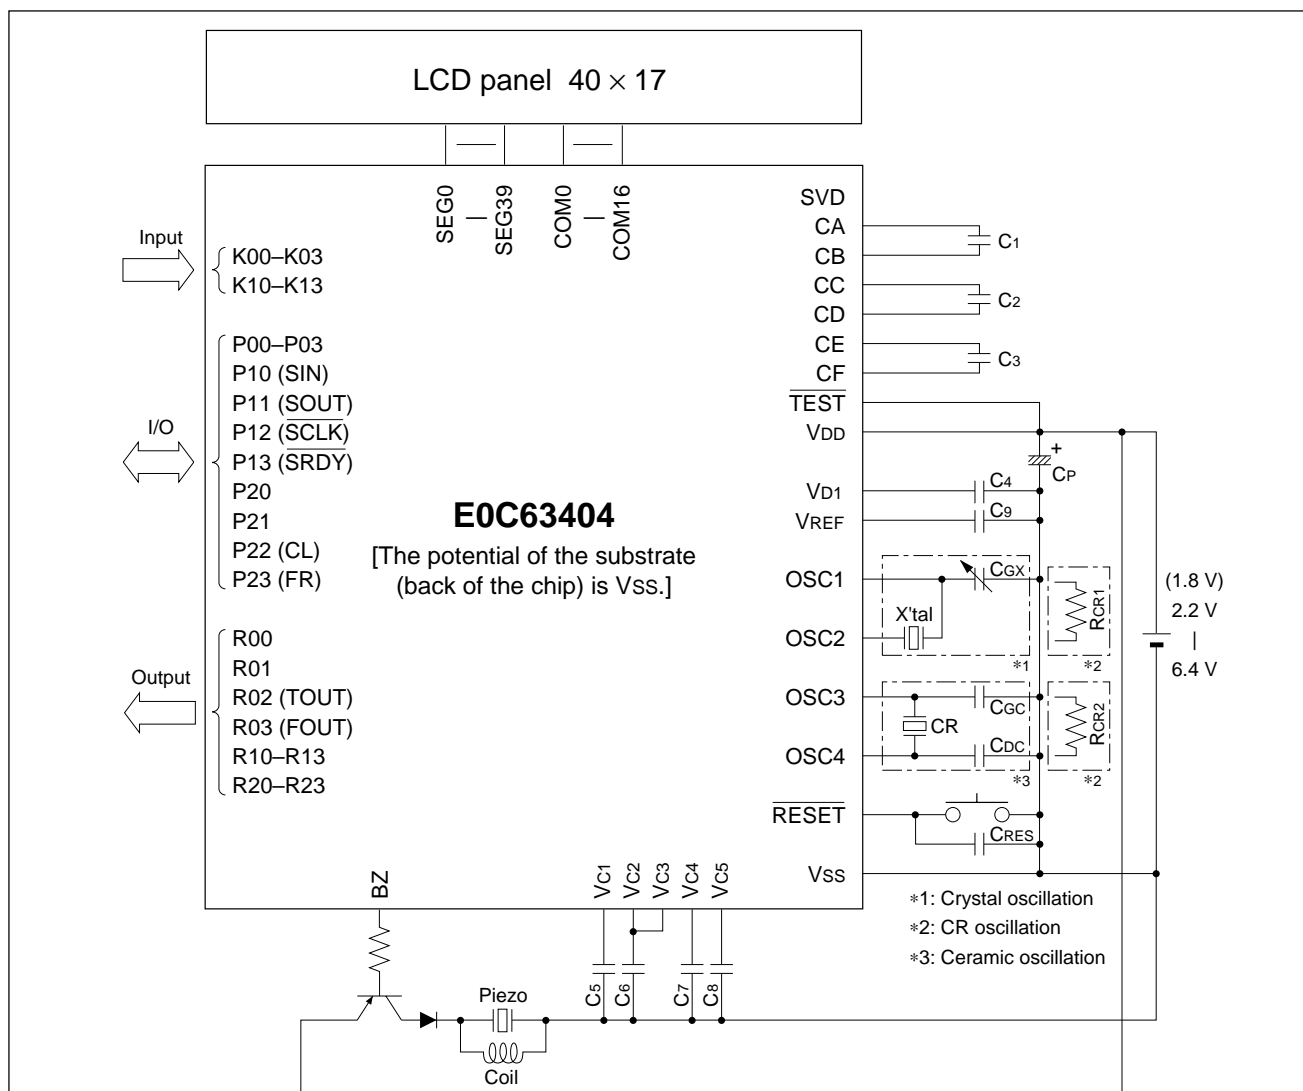 LCD panel 40 × 17
SEG0
SEG39
COM0
COM16
SVD
CA
CB
C1
CC
CD
C2
CE
CF
C3
TEST
VDD
+
CP
VD1
C4
VREF
C9
OSC1
CGX
X'tal
OSC2
*1
RCR1
*2
OSC3
CGC
CR
OSC4
CDC
*3
RCR2
*2
RESET
CRES
VSS
(1.8 V)
2.2 V
|
6.4 V
Input
K00–K03
K10–K13
I/O
P00–P03
P10 (SIN)
P11 (SOUT)
P12 (SCLK)
P13 (SRDY)
P20
P21
P22 (CL)
P23 (FR)
Output
R00
R01
R02 (TOUT)
R03 (FOUT)
R10–R13
R20–R23
E0C63404
[The potential of the substrate
(back of the chip) is VSS.]
BZ
VC1
VC2
VC3
VC4
VC5
*1: Crystal oscillation
*2: CR oscillation
*3: Ceramic oscillation
C5
C6
C7
C8
Piezo
Coil